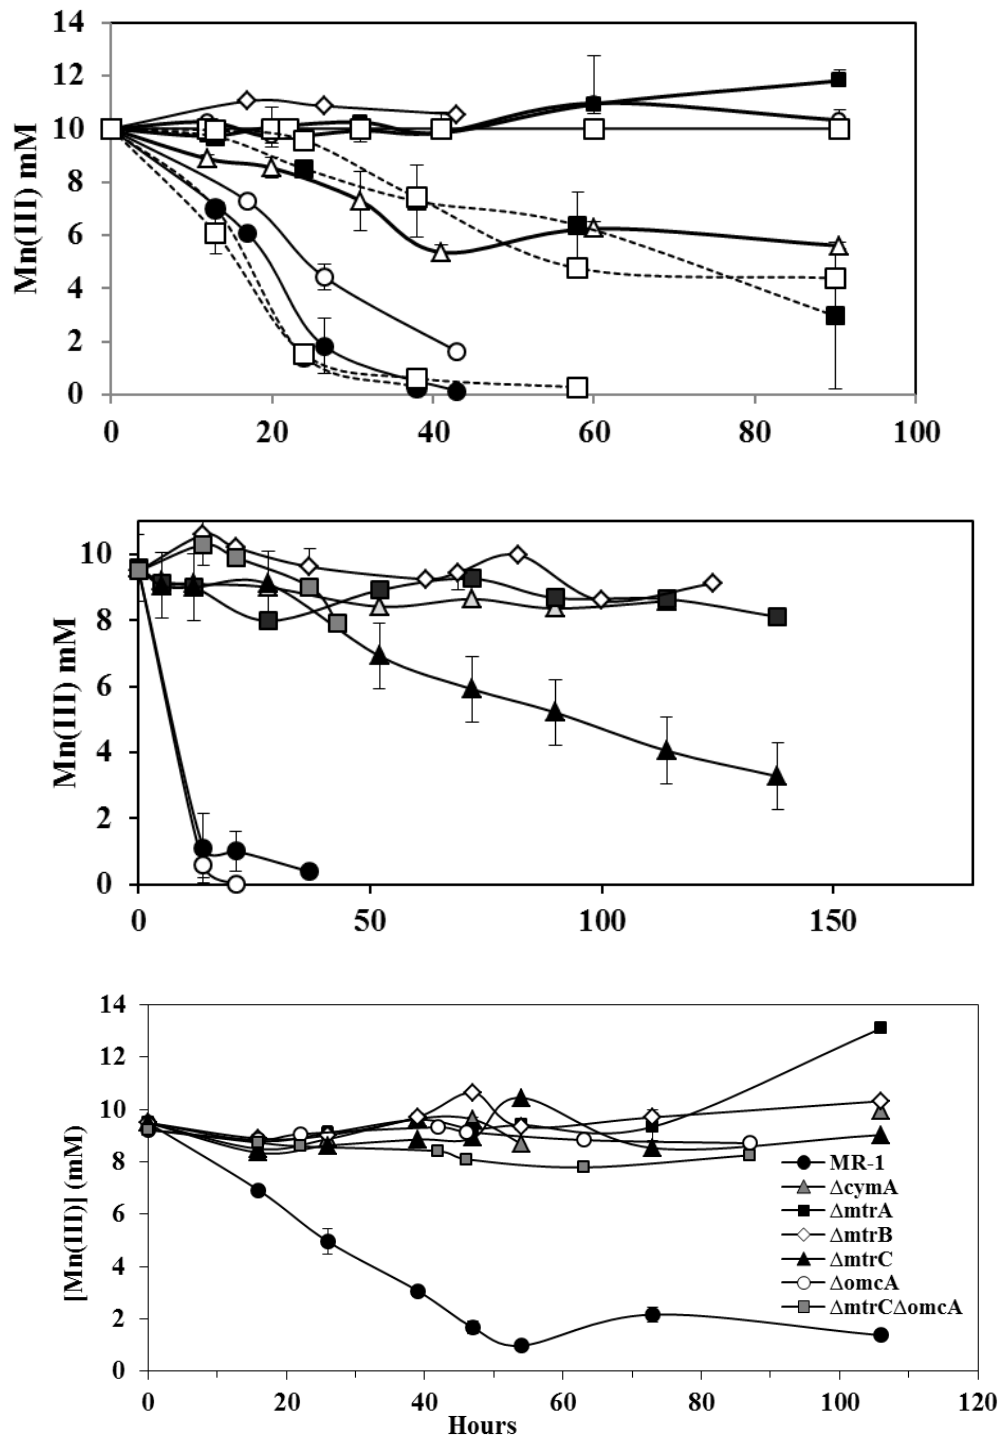 14
12
10
8
6
4
2
0
Mn(III) mM
0 20 40 60 80 100
10
8
6
4
2
0
Mn(III) mM
0 50 100 150
14
12
10
8
6
4
2
0
[Mn(III)] (mM)
MR-1
ΔcymA
ΔmtrA
ΔmtrB
ΔmtrC
ΔomcA
ΔmtrCΔomcA
0 20 40 60 80 100 120
Hours